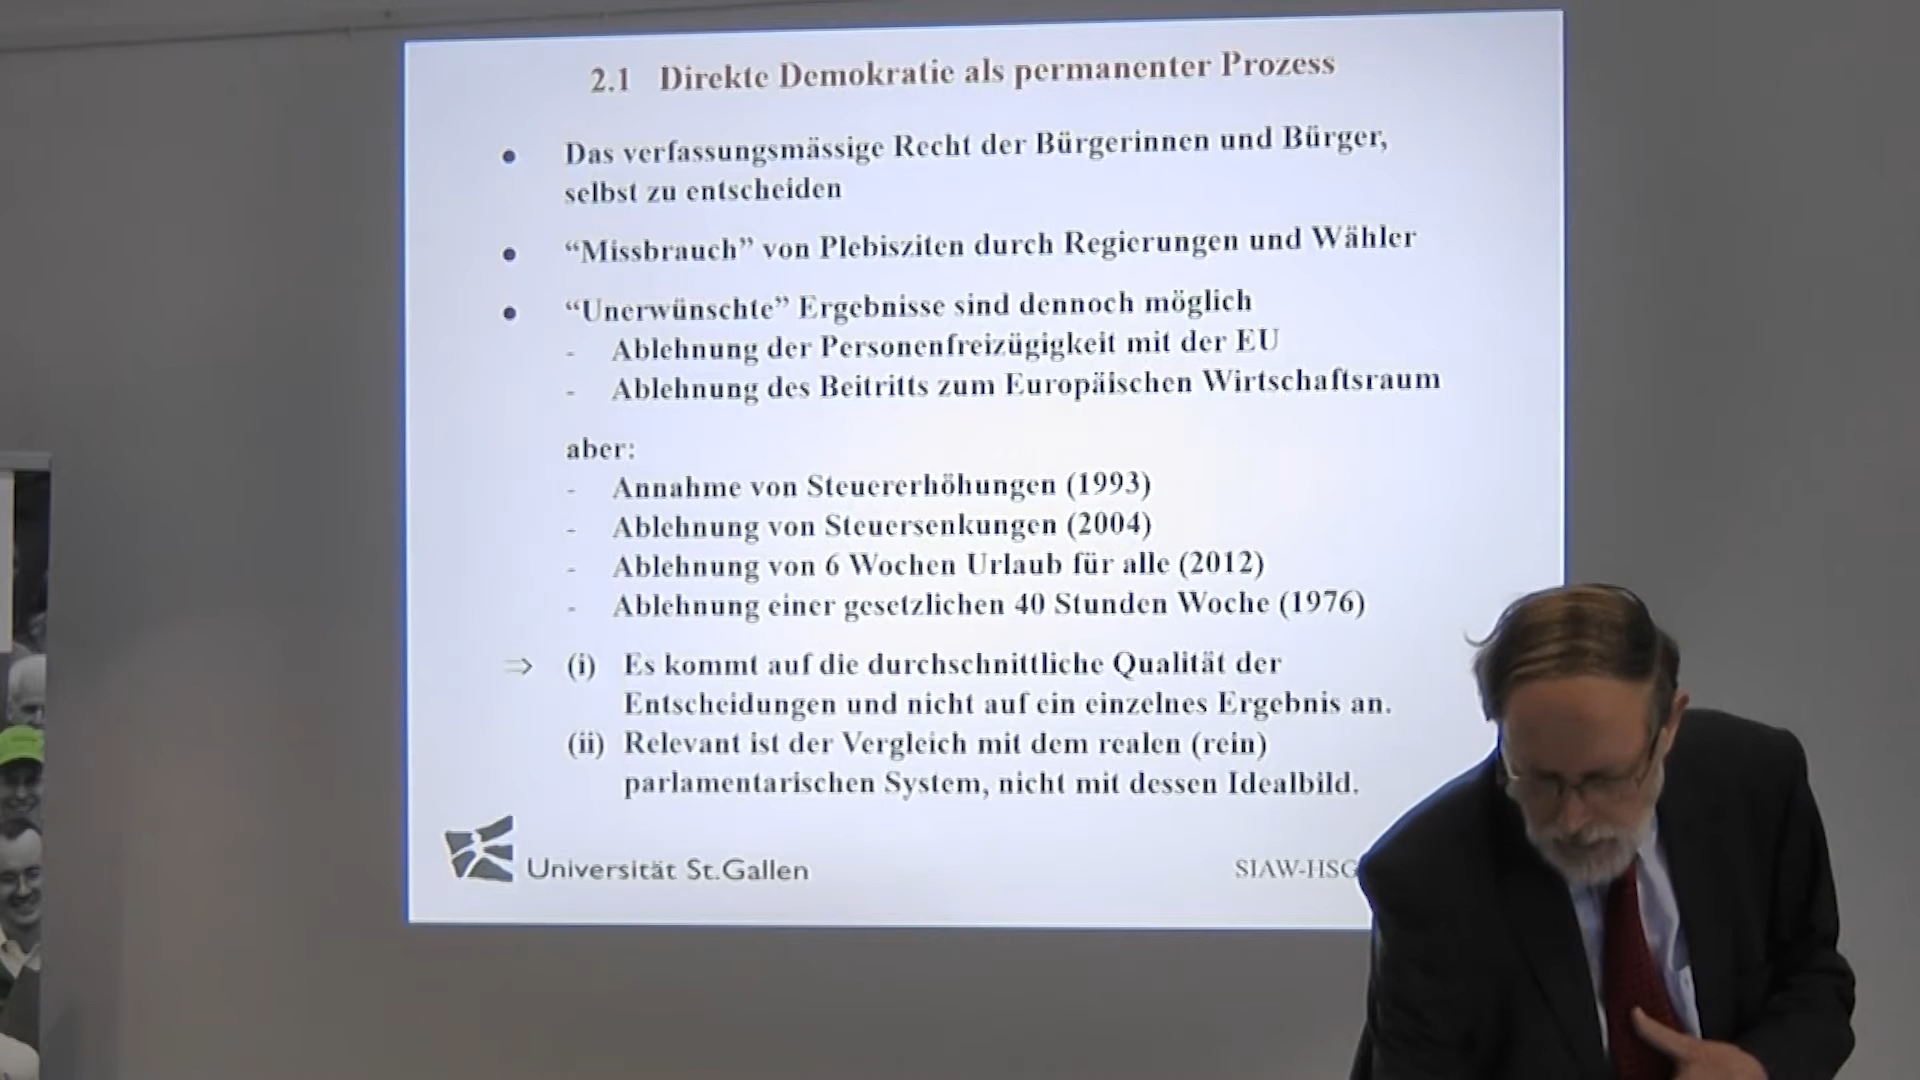 2.1 Direkte Demokratie als permanenter Prozess
• Das verfassungsmässige Recht der Bürgerinnen und Bürger,
selbst zu entscheiden
• “Missbrauch” von Plebisziten durch Regierungen und Wähler
• “Unerwünschte” Ergebnisse sind dennoch möglich
- Ablehnung der Personenfreizügigkeit mit der EU
- Ablehnung des Beitritts zum Europäischen Wirtschaftsraum
aber:
- Annahme von Steuererhöhungen (1993)
- Ablehnung von Steuersenkungen (2004)
- Ablehnung von 6 Wochen Urlaub für alle (2012)
- Ablehnung einer gesetzlichen 40 Stunden Woche (1976)
⇒ (i) Es kommt auf die durchschnittliche Qualität der
Entscheidungen und nicht auf ein einzelnes Ergebnis an.
(ii) Relevant ist der Vergleich mit dem realen (rein)
parlamentarischen System, nicht mit dessen Idealbild.
Universität St.Gallen
SIAW-HSG